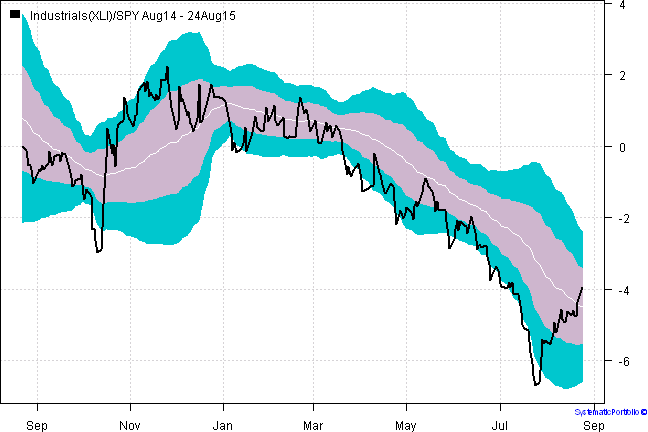 Industrials(XLI)/SPY Aug14 - 24Aug15
4
2
0
-2
-4
-6
Sep Nov Jan Mar May Jul Sep
SystematicPortfolio ©